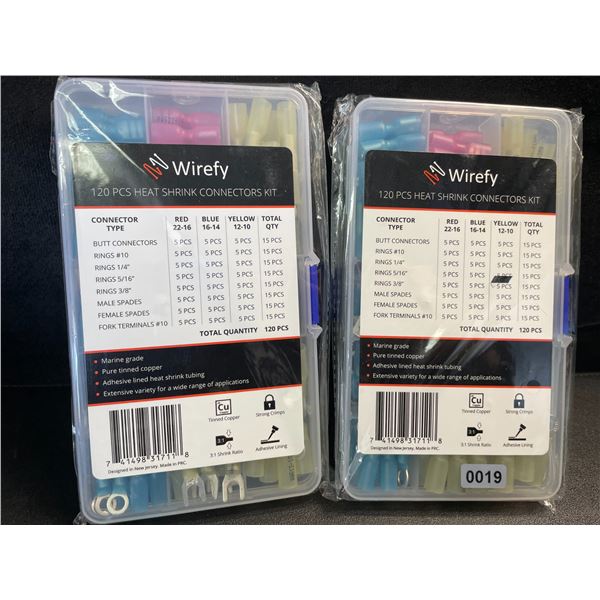 Wirefy
120 PCS HEAT SHRINK CONNECTORS KIT
CONNECTOR TYPE RED 22-16 BLUE 16-14 YELLOW 12-10 TOTAL QTY
BUTT CONNECTORS 5 PCS 5 PCS 5 PCS 15 PCS
RINGS #10 5 PCS 5 PCS 5 PCS 15 PCS
RINGS 1/4" 5 PCS 5 PCS 5 PCS 15 PCS
RINGS 5/16" 5 PCS 5 PCS 5 PCS 15 PCS
RINGS 3/8" 5 PCS 5 PCS 5 PCS 15 PCS
MALE SPADES 5 PCS 5 PCS 5 PCS 15 PCS
FEMALE SPADES 5 PCS 5 PCS 5 PCS 15 PCS
FORK TERMINALS #10 5 PCS 5 PCS 5 PCS 15 PCS
TOTAL QUANTITY 120 PCS
• Marine grade
• Pure tinned copper
• Adhesive lined heat shrink tubing
• Extensive variety for a wide range of applications
Cu
Tinned Copper Strong Crimps
3:1
3:1 Shrink Ratio Adhesive Lining
7 41498 31711 8
Designed in New Jersey. Made in PRC.
Wirefy
120 PCS HEAT SHRINK CONNECTORS KIT
CONNECTOR TYPE RED 22-16 BLUE 16-14 YELLOW 12-10 TOTAL QTY
BUTT CONNECTORS 5 PCS 5 PCS 5 PCS 15 PCS
RINGS #10 5 PCS 5 PCS 5 PCS 15 PCS
RINGS 1/4" 5 PCS 5 PCS 5 PCS 15 PCS
RINGS 5/16" 5 PCS 5 PCS 15 PCS
RINGS 3/8" 5 PCS 5 PCS 5 PCS 15 PCS
MALE SPADES 5 PCS 5 PCS 5 PCS 15 PCS
FEMALE SPADES 5 PCS 5 PCS 5 PCS 15 PCS
FORK TERMINALS #10 5 PCS 5 PCS 5 PCS 15 PCS
TOTAL QUANTITY 120 PCS
• Marine grade
• Pure tinned copper
• Adhesive lined heat shrink tubing
• Extensive variety for a wide range of applications
Cu
Tinned Copper Strong Crimps
3:1
3:1 Shrink Ratio Adhesive Lining
7 41498 31711 8
Designed in New Jersey. Made in PRC.
0019